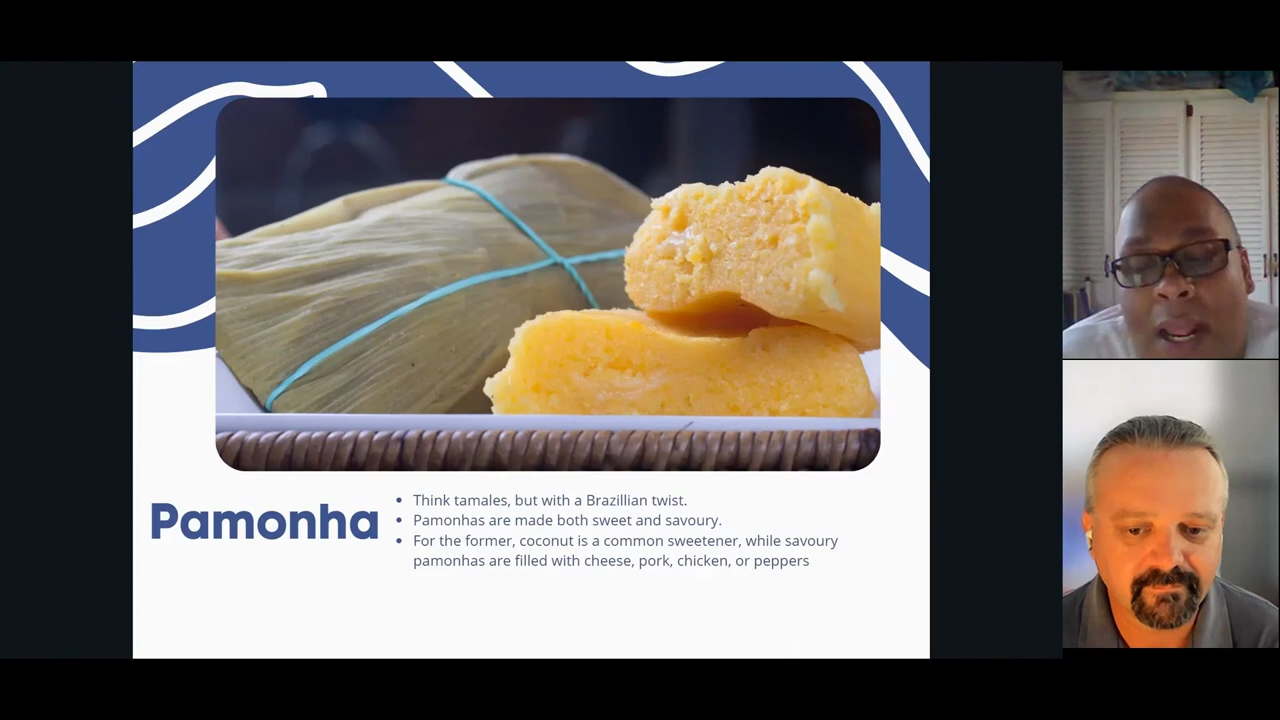 Pamonha
Think tamales, but with a Brazillian twist.
Pamonhas are made both sweet and savoury.
For the former, coconut is a common sweetener, while savoury
pamonhas are filled with cheese, pork, chicken, or peppers